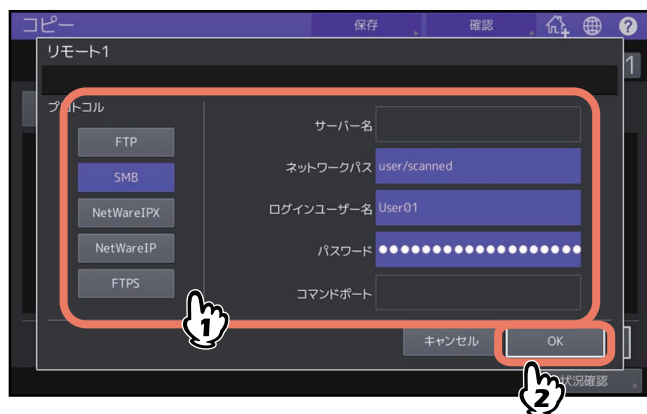 コピー
保存
確認
?
リモート1
1
プロトコル
FTP
SMB
NetWareIPX
NetWareIP
FTPS
サーバー名
ネットワークパス user/scanned
ログインユーザー名 User01
パスワード ●●●●●●●●●●●●●●●●●●●
コマンドポート
1
キャンセル
OK
状況確認
2